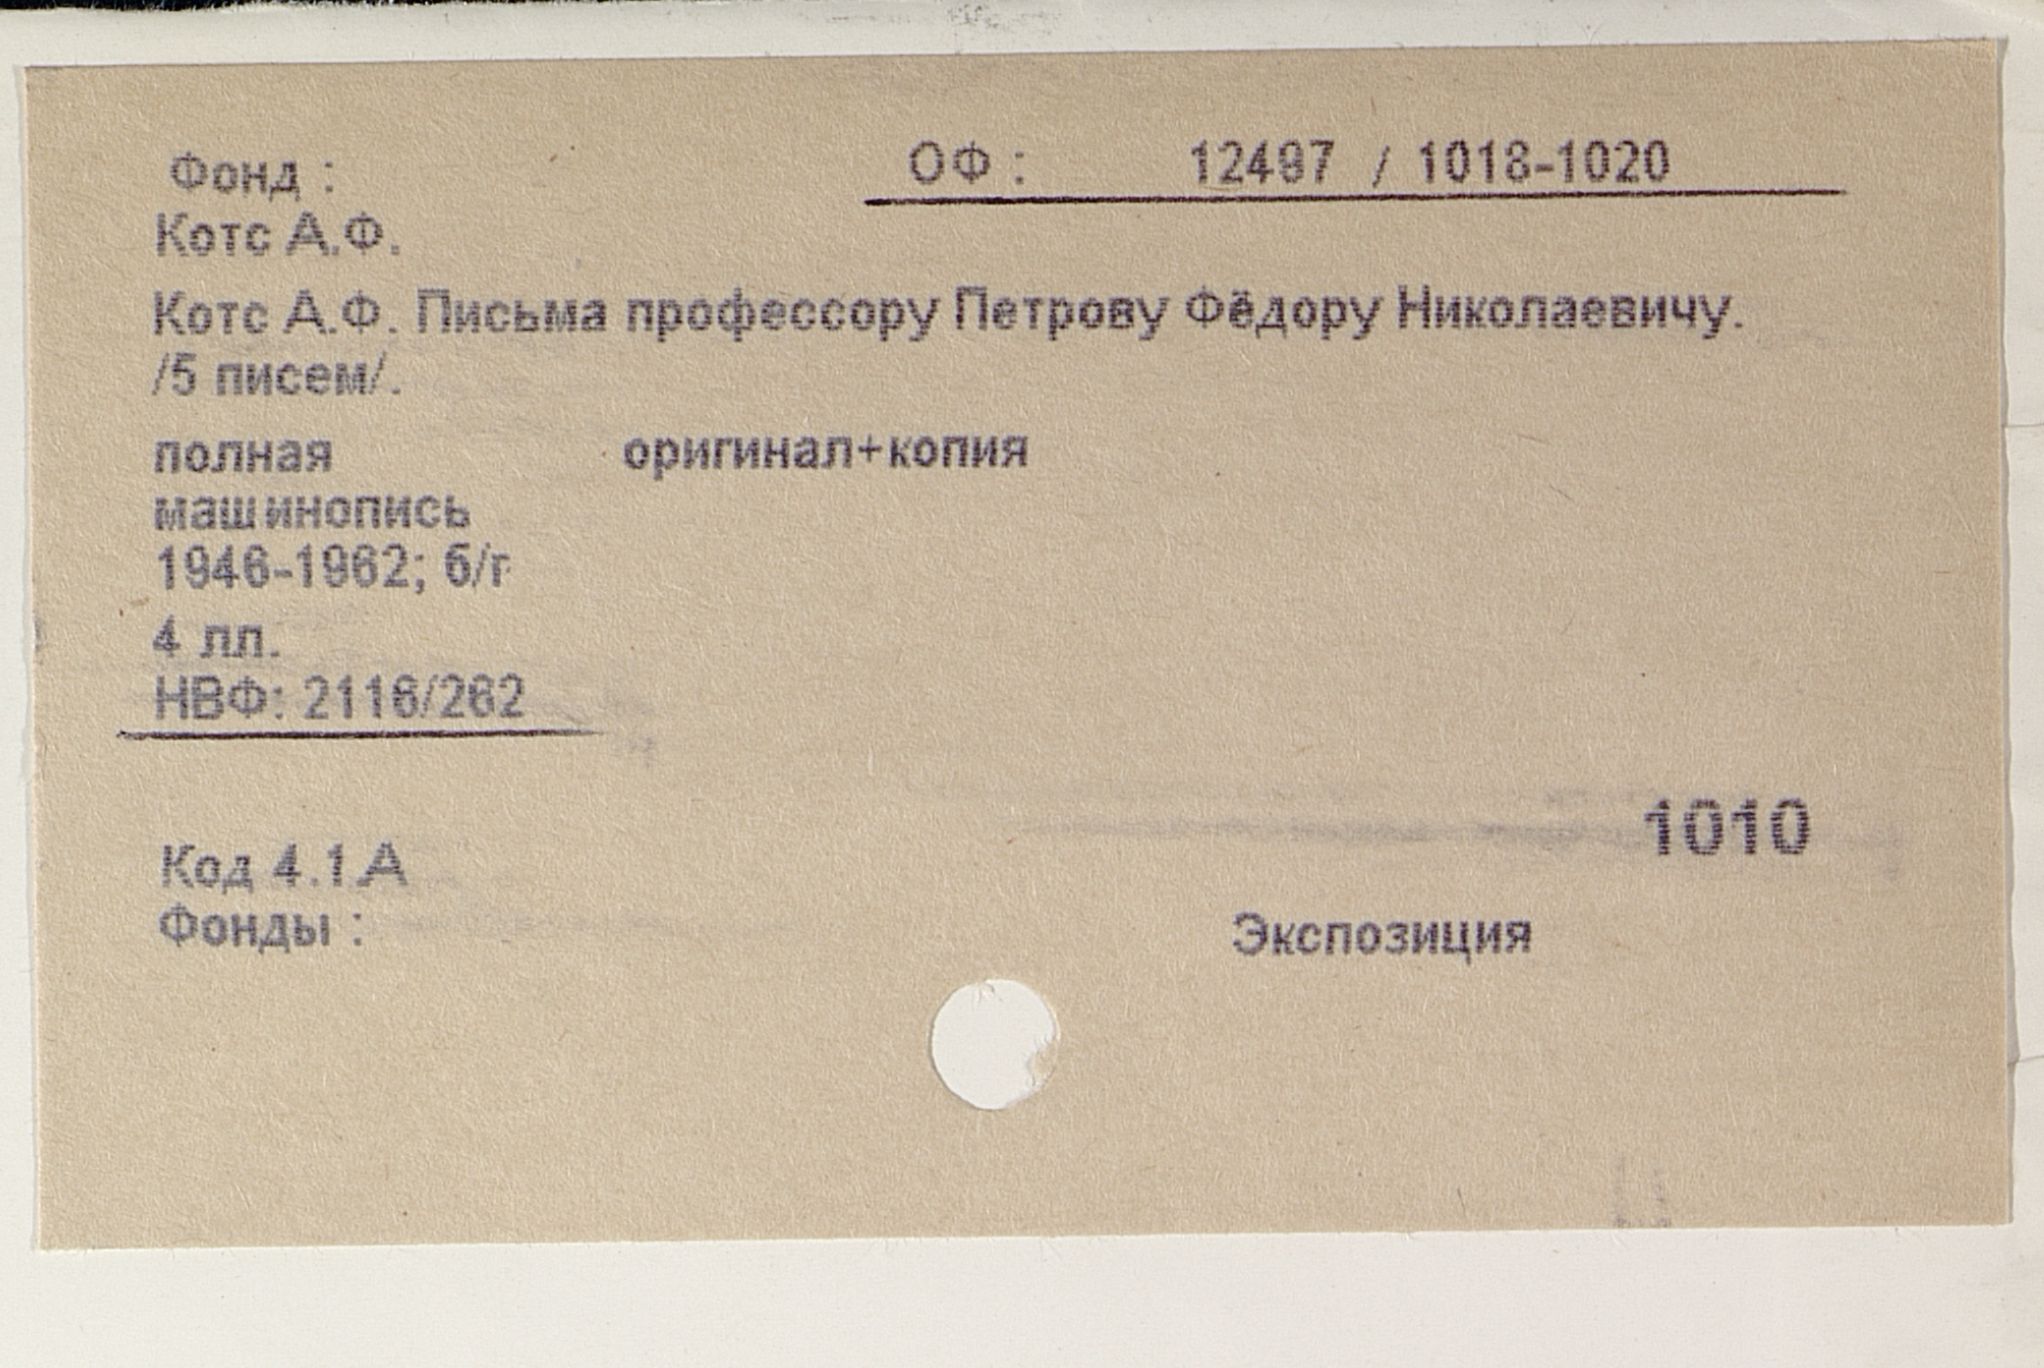 Фонд :
ОФ : 12497 / 1018-1020
Котс А.Ф.
Котс А.Ф. Письма профессору Петрову Фёдору Николаевичу.
/5 писем/.
полная оригинал+копия
машинопись
1946-1962; б/г
4 лл.
НВФ: 2116/262
1010
Код 4.1.А
Фонды :
Экспозиция